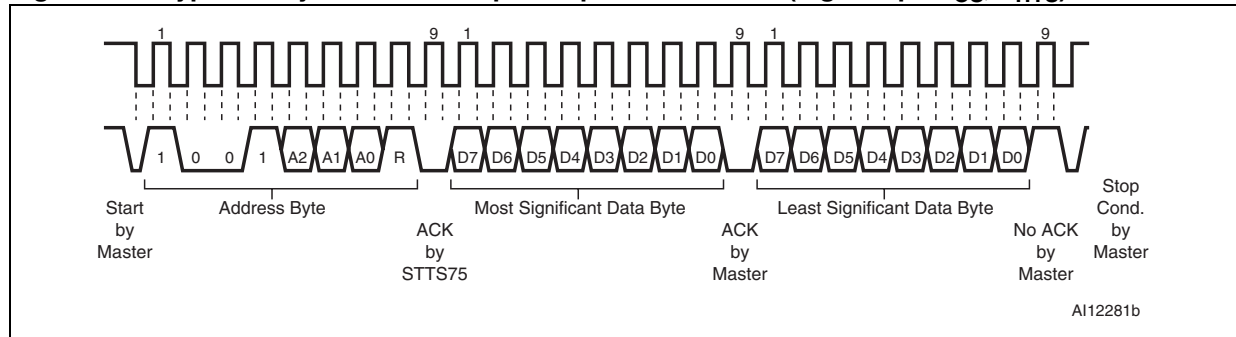 1 9 1 9 1 9
1 0 0 1 A2 A1 A0 R D7 D6 D5 D4 D3 D2 D1 D0 D7 D6 D5 D4 D3 D2 D1 D0
Start
by
Master
Address Byte
ACK
by
STTS75
Most Significant Data Byte
ACK
by
Master
Least Significant Data Byte
No ACK
by
Master
Stop
Cond.
by
Master
AI12281b